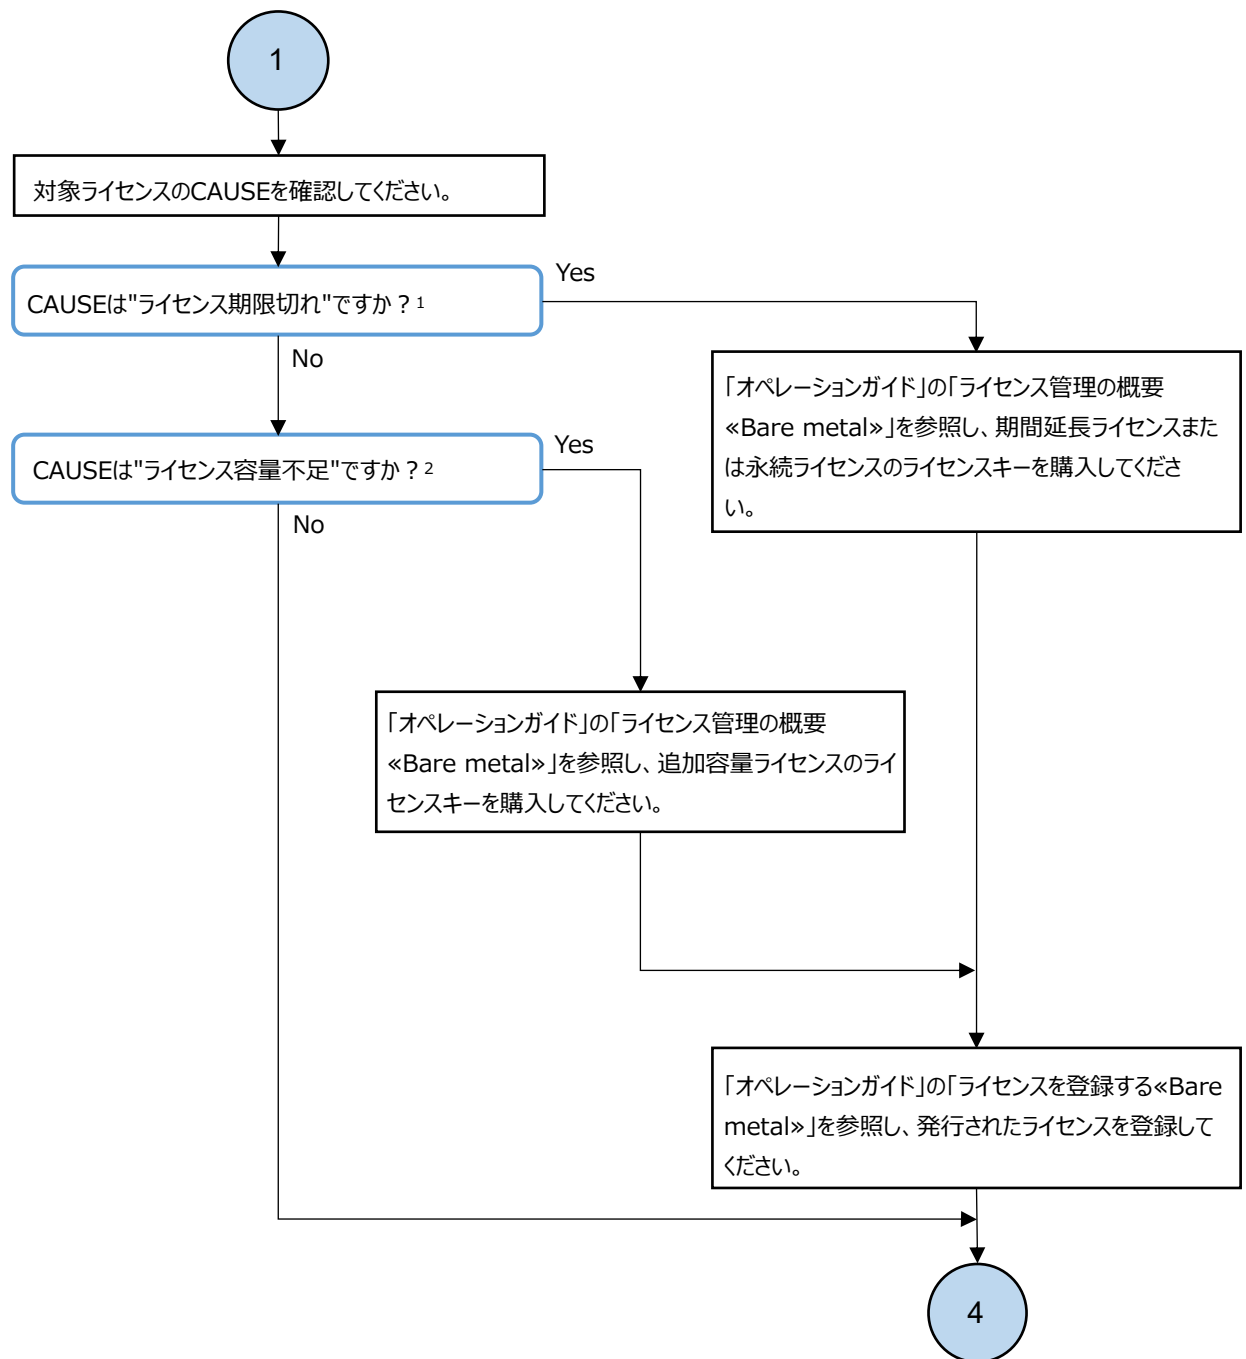 1
対象ライセンスのCAUSEを確認してください。
CAUSEは"ライセンス期限切れ"ですか？1
Yes
No
「オペレーションガイド」の「ライセンス管理の概要
«Bare metal»」を参照し、期間延長ライセンスまた
は永続ライセンスのライセンスキーを購入してくださ
い。
CAUSEは"ライセンス容量不足"ですか？2
Yes
No
「オペレーションガイド」の「ライセンス管理の概要
«Bare metal»」を参照し、追加容量ライセンスのライ
センスキーを購入してください。
「オペレーションガイド」の「ライセンスを登録する«Bare
metal»」を参照し、発行されたライセンスを登録して
ください。
4